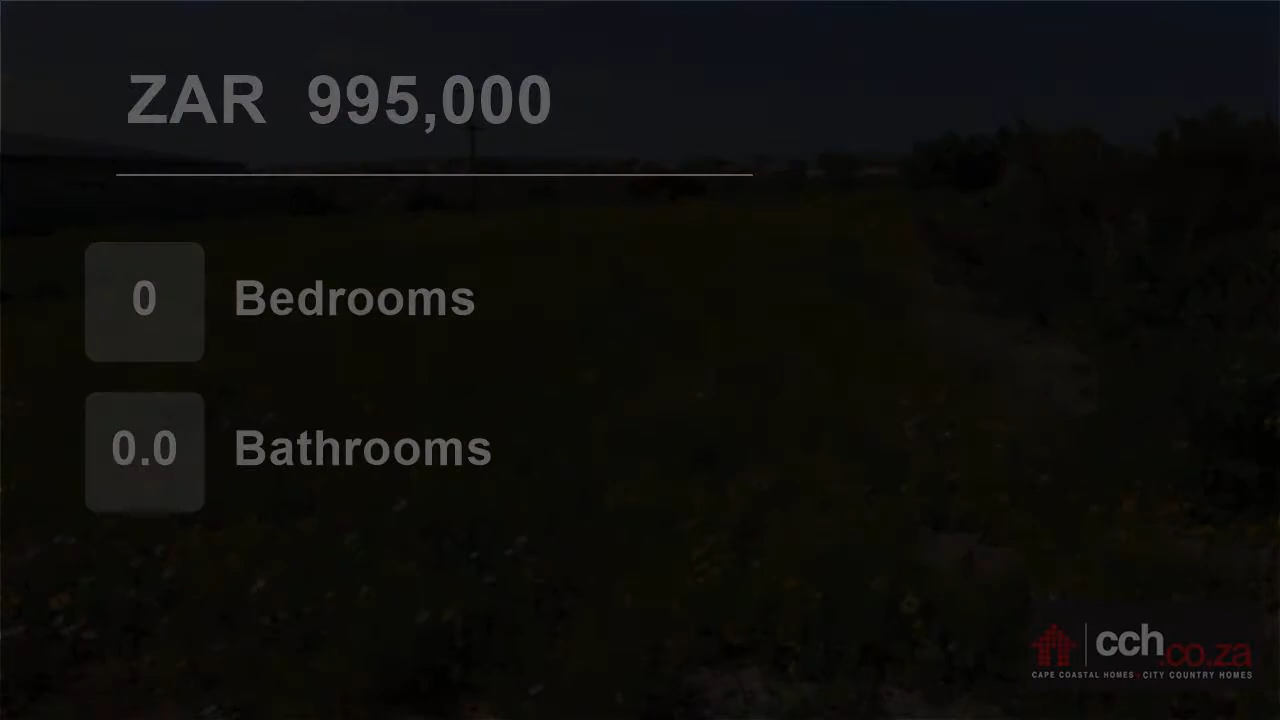 ZAR 995,000
0 Bedrooms
0.0 Bathrooms
cch.co.za
CAPE COASTAL HOMES · CITY COUNTRY HOMES